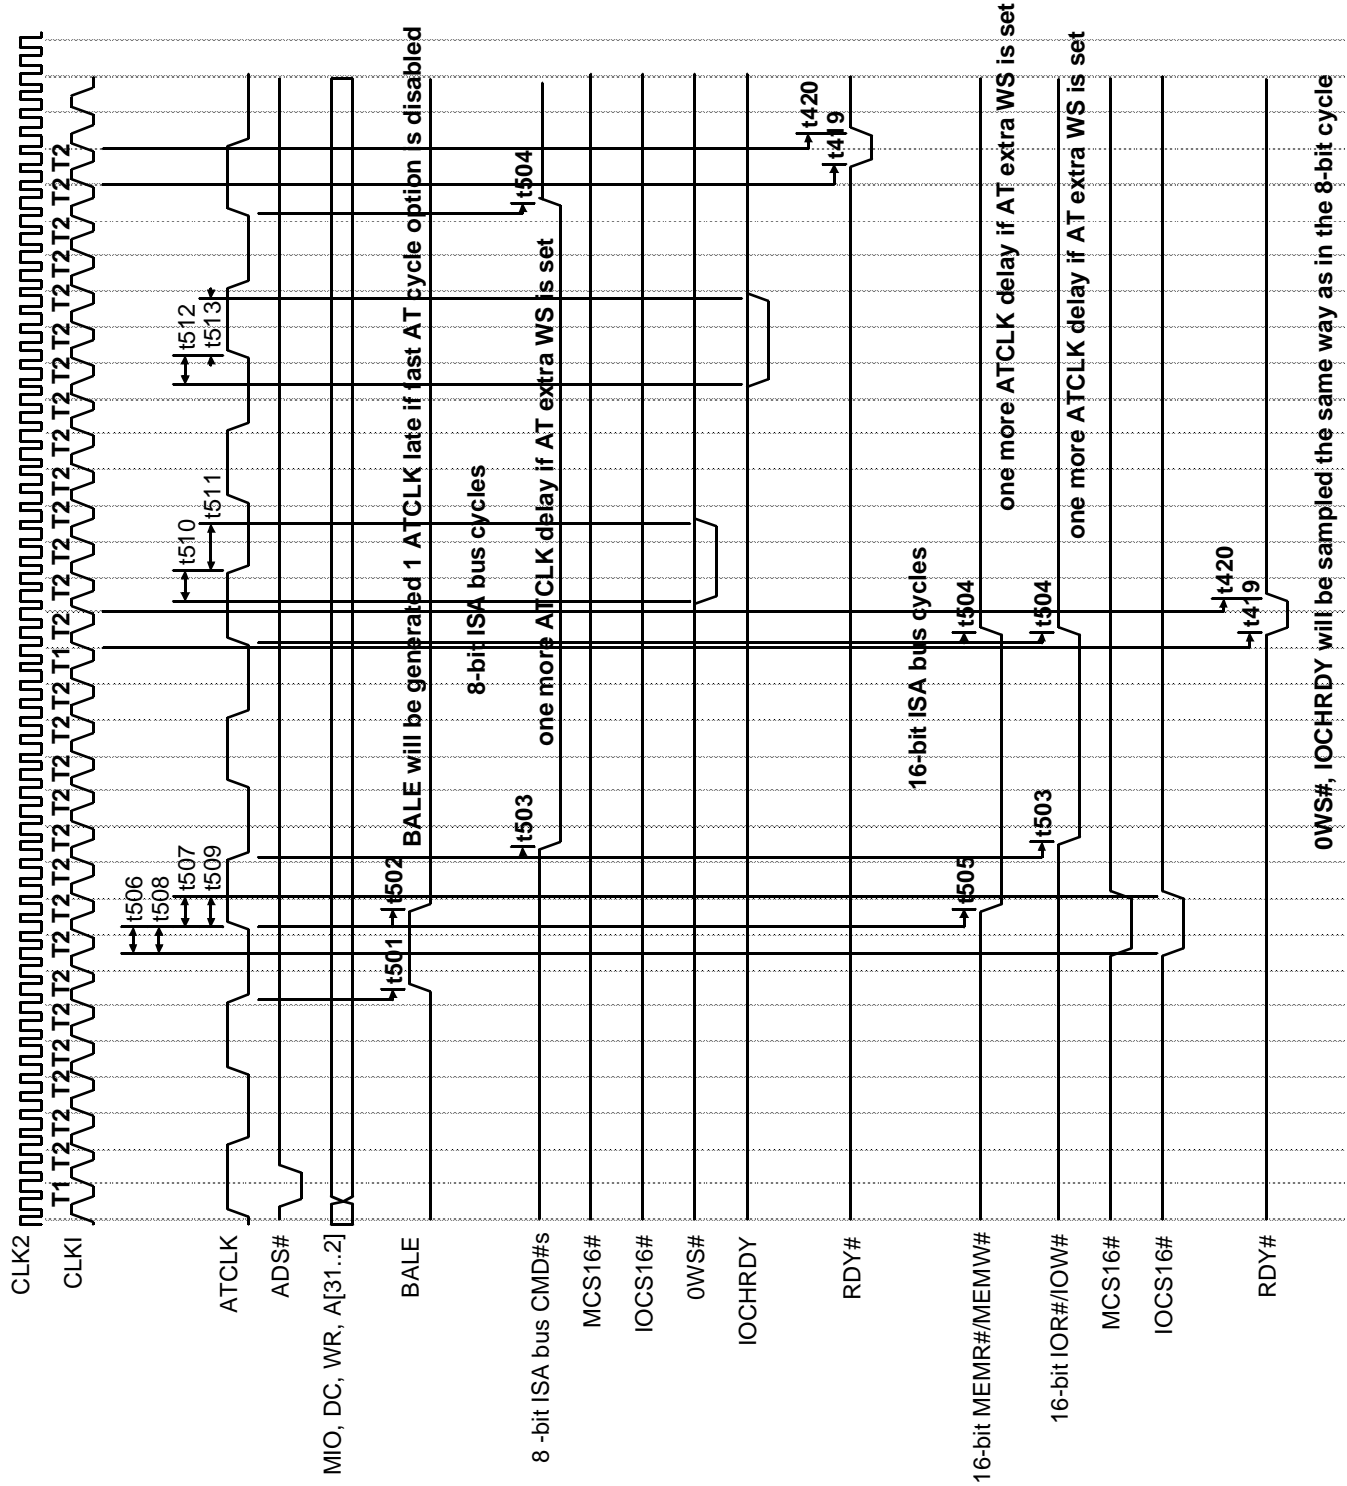 CLK2
CLKI T1 T2 T2 T2 T2 T2 T2 T2 T2 T2 T2 T2 T2 T2 T2 T1 T2 T2 T2 T2 T2 T2 T2 T2 T2 T2 T2 T2 T2 T2
t506
t508
t507 t510 t512
t509 t511 t513
ATCLK
ADS#
MIO, DC, WR, A[31..2]
t501 t502
BALE BALE will be generated 1 ATCLK late if fast AT cycle option is disabled
8-bit ISA bus cycles
t503 t504
8 -bit ISA bus CMD#s one more ATCLK delay if AT extra WS is set
MCS16#
IOCS16#
0WS#
IOCHRDY
t420
t419
RDY#
16-bit ISA bus cycles
t505 t504
16-bit MEMR#/MEMW# one more ATCLK delay if AT extra WS is set
t503 t504
16-bit IOR#/IOW# one more ATCLK delay if AT extra WS is set
MCS16#
IOCS16#
t420
t419
RDY#
0WS#, IOCHRDY will be sampled the same way as in the 8-bit cycle